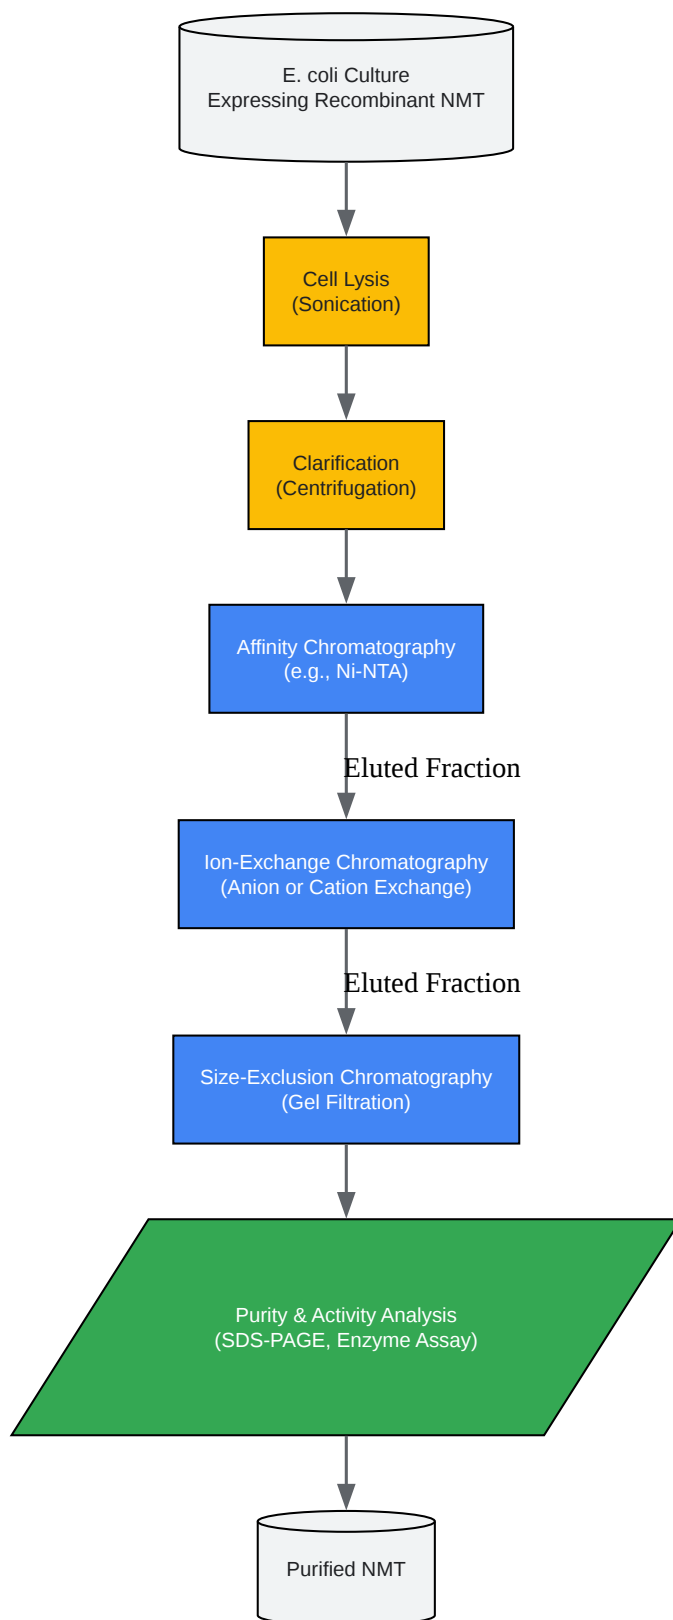 E. coli Culture
Expressing Recombinant NMT
Cell Lysis
(Sonication)
Clarification
(Centrifugation)
Affinity Chromatography
(e.g., Ni-NTA)
Eluted Fraction
Ion-Exchange Chromatography
(Anion or Cation Exchange)
Eluted Fraction
Size-Exclusion Chromatography
(Gel Filtration)
Purity & Activity Analysis
(SDS-PAGE, Enzyme Assay)
Purified NMT